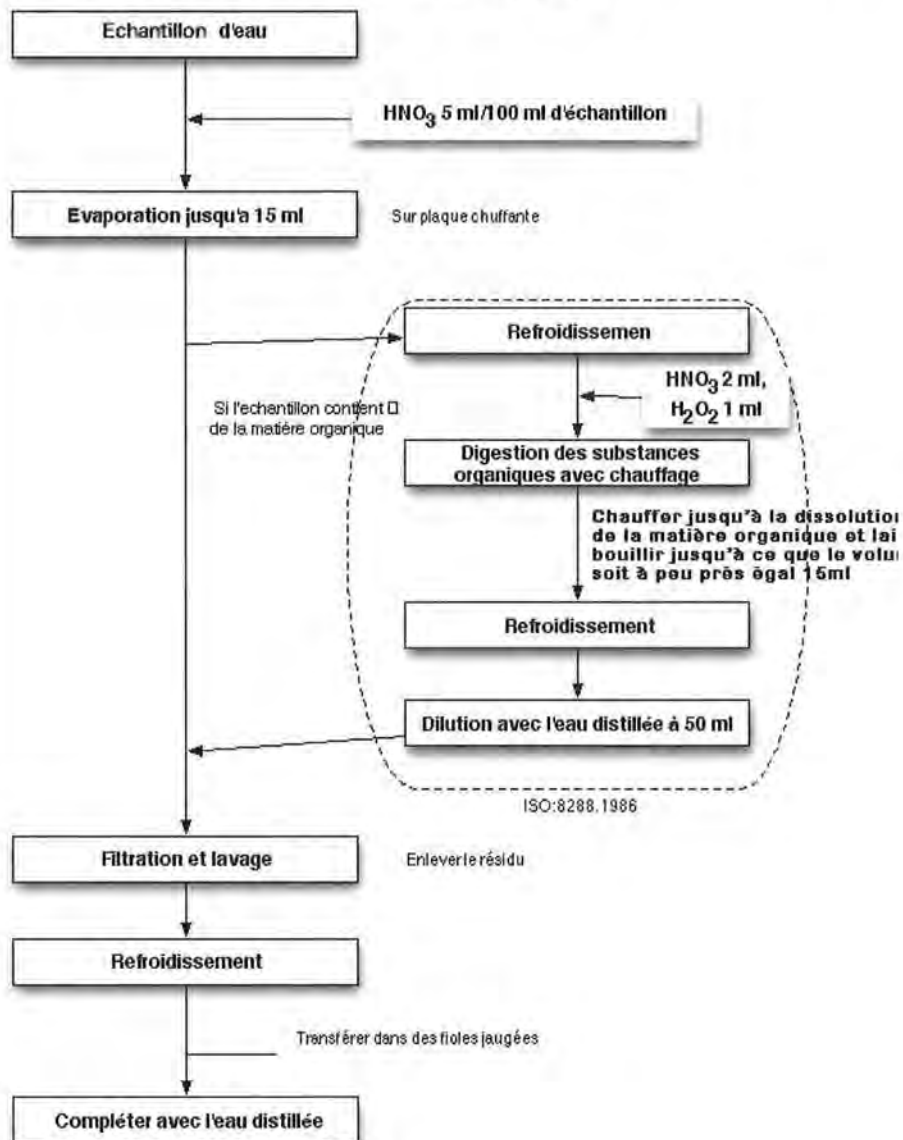 Echantillon d'eau
HNO3 5 ml/100 ml d'échantillon
Evaporation jusqu'a 15 ml
Sur plaque chuffante
Refroidissemen
HNO3 2 ml,
H2O2 1 ml
Si l'echantillon contient
de la matière organique
Digestion des substances
organiques avec chauffage
Chauffer jusqu'à la dissolution
de la matière organique et lai
bouillir jusqu'à ce que le volu
soit à peu près égal 15ml
Refroidissement
Dilution avec l'eau distillée à 50 ml
ISO:8288.1986
Filtration et lavage
Enlever le résidu
Refroidissement
Transférer dans des fioles jaugées
Compléter avec l'eau distillée